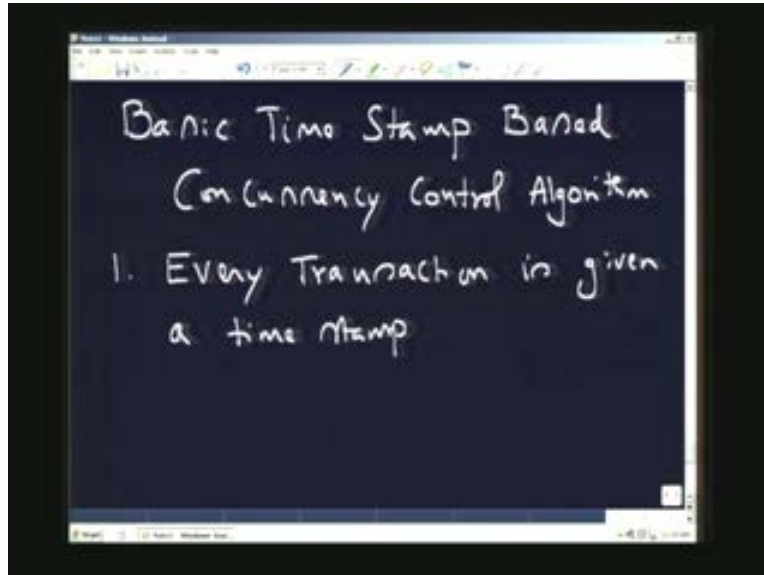 Basic Time Stamp Based
Concurrency Control Algorithm
1. Every Transaction is given
a time stamp